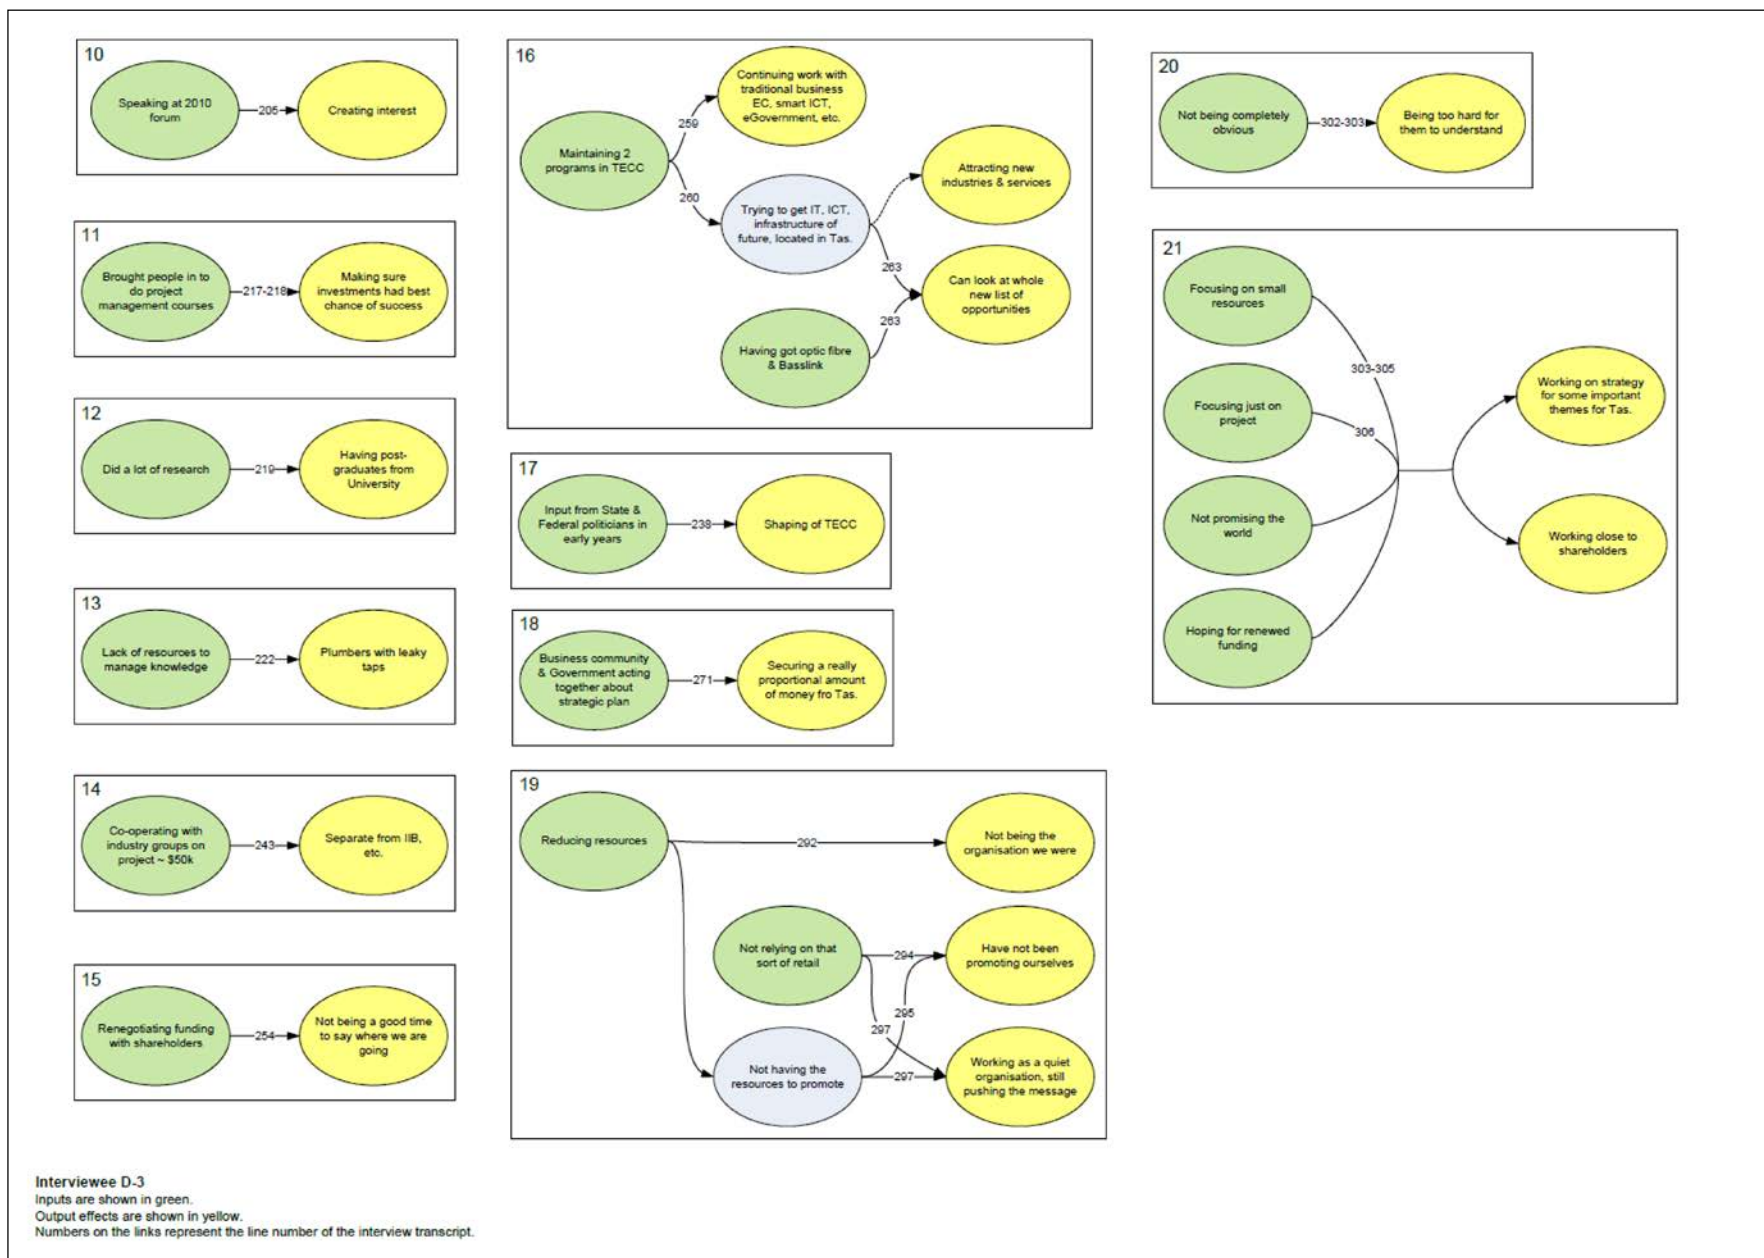 10
Speaking at 2010
forum
205
Creating interest
11
Brought people in to
do project
management courses
217-218
Making sure
investments had best
chance of success
12
Did a lot of research
219
Having post-
graduates from
University
13
Lack of resources to
manage knowledge
222
Plumbers with leaky
taps
14
Co-operating with
industry groups on
project ~ $50k
243
Separate from IIB,
etc.
15
Renegotiating funding
with shareholders
254
Not being a good time
to say where we are
going
16
Maintaining 2
programs in TECC
259
260
Continuing work with
traditional business
EC, smart ICT,
eGovernment, etc.
Trying to get IT, ICT,
infrastructure of
future, located in Tas.
Attracting new
industries & services
263
Can look at whole
new list of
opportunities
263
Having got optic fibre
& Basslink
17
Input from State &
Federal politicians in
early years
238
Shaping of TECC
18
Business community
& Government acting
together about
strategic plan
271
Securing a really
proportional amount
of money fro Tas.
19
Reducing resources
292
Not being the
organisation we were
Not relying on that
sort of retail
294
Have not been
promoting ourselves
295
297
Not having the
resources to promote
297
Working as a quiet
organisation, still
pushing the message
20
Not being completely
obvious
302-303
Being too hard for
them to understand
21
Focusing on small
resources
303-305
Focusing just on
project
306
Not promising the
world
Hoping for renewed
funding
Working on strategy
for some important
themes for Tas.
Working close to
shareholders
Interviewee D-3
Inputs are shown in green.
Output effects are shown in yellow.
Numbers on the links represent the line number of the interview transcript.